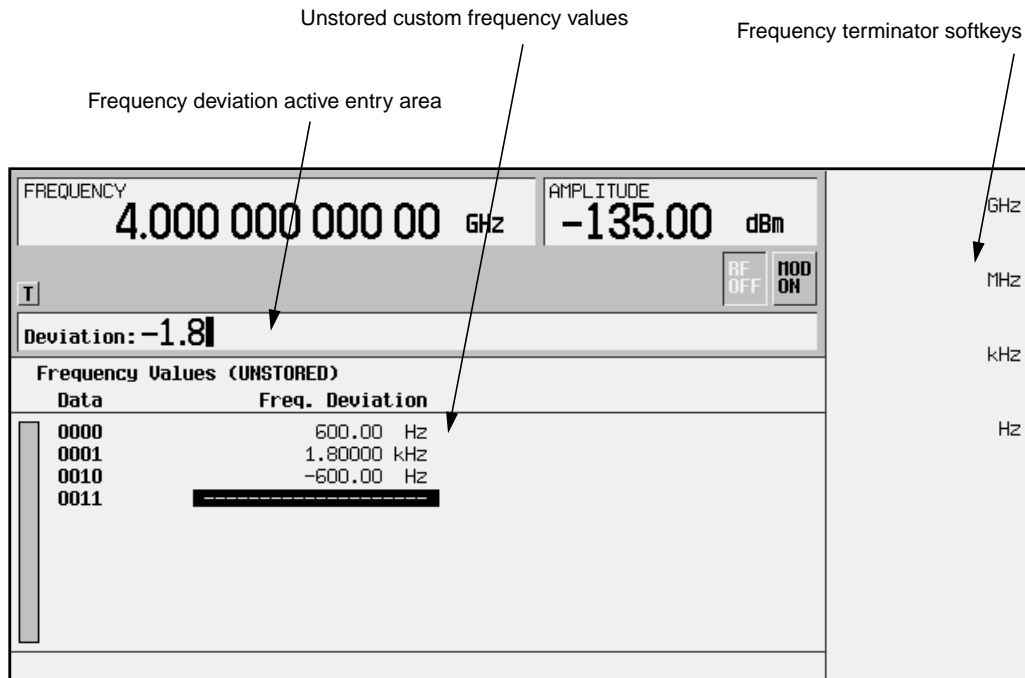 Unstored custom frequency values
Frequency terminator softkeys
Frequency deviation active entry area
FREQUENCY
4.000 000 000 00 GHz
AMPLITUDE
-135.00 dBm
RF
OFF
MOD
ON
T
Deviation: -1.8
Frequency Values (UNSTORED)
Data Freq. Deviation
0000 600.00 Hz
0001 1.80000 kHz
0010 -600.00 Hz
0011 --------------------
GHz
MHz
kHz
Hz